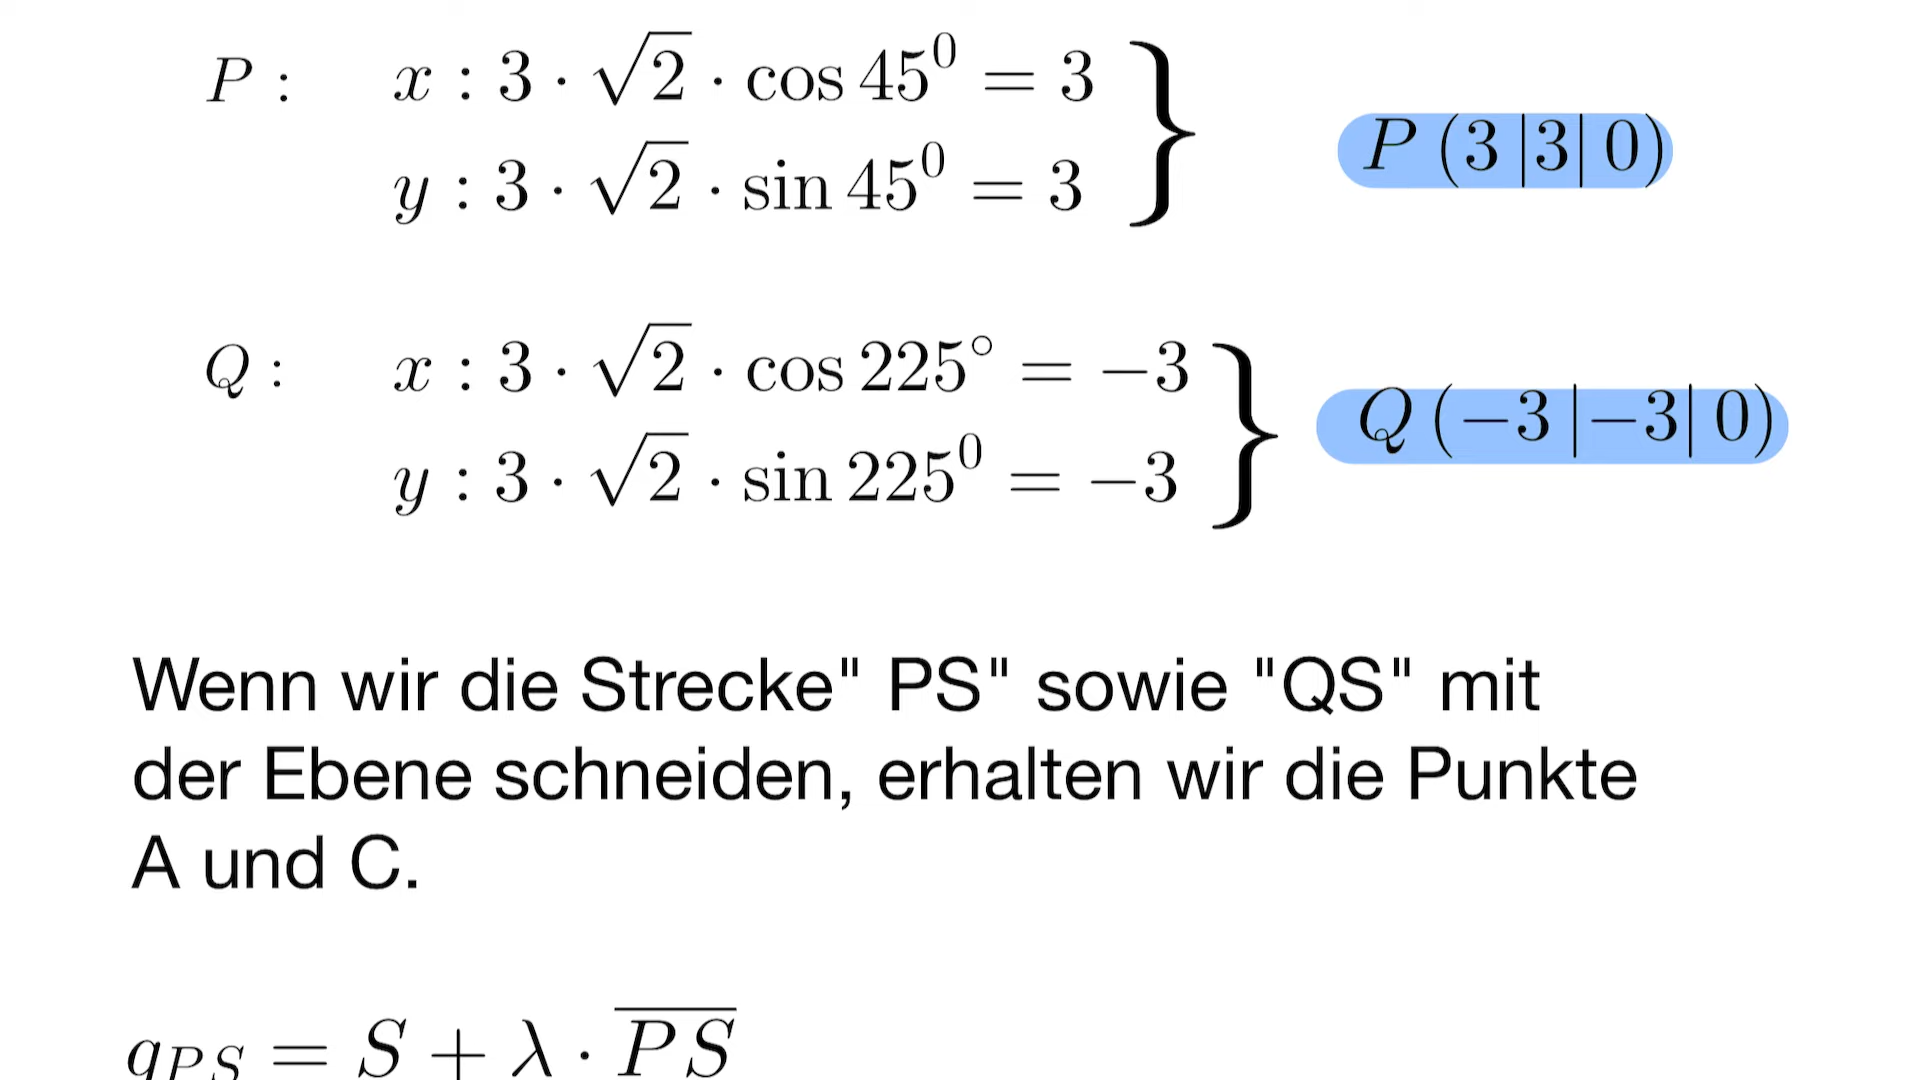 P : x : 3 · √2 · cos 45⁰ = 3
y : 3 · √2 · sin 45⁰ = 3
P (3 |3| 0)
Q : x : 3 · √2 · cos 225° = −3
y : 3 · √2 · sin 225⁰ = −3
Q (−3 |−3| 0)
Wenn wir die Strecke" PS" sowie "QS" mit
der Ebene schneiden, erhalten wir die Punkte
A und C.
g_PS = S + λ · P̅S̅